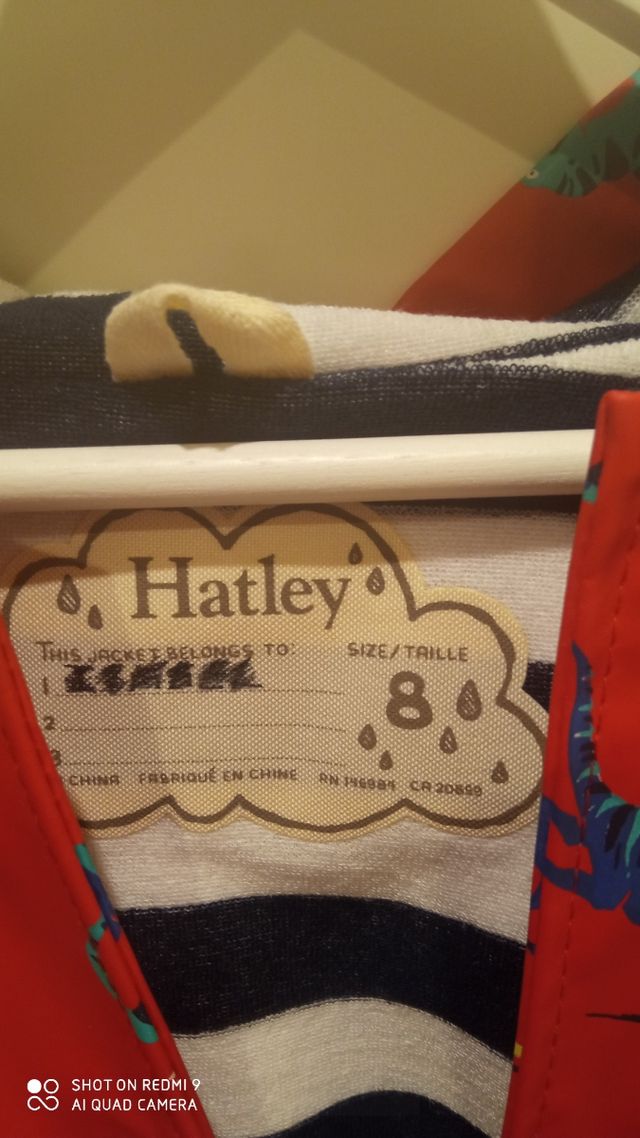 Hatley
THIS JACKET BELONGS TO:
SIZE/TAILLE
1
8
2
3
CHINA FABRIQUÉ EN CHINE RN 146984 CA 20859
SHOT ON REDMI 9
AI QUAD CAMERA